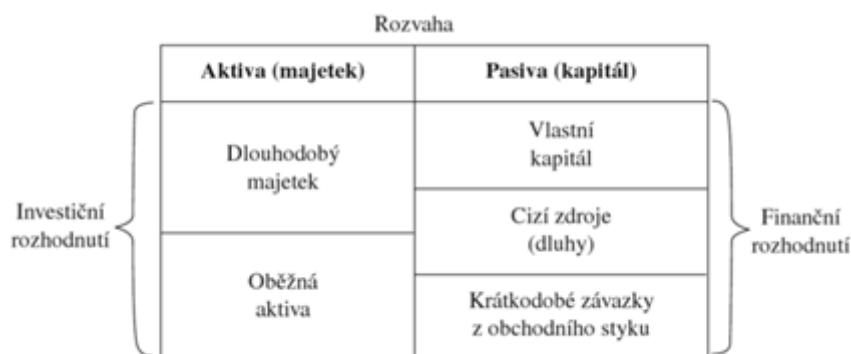 Rozvaha
Aktiva (majetek)
Pasiva (kapitál)
Investiční
rozhodnutí
Dlouhodobý
majetek
Oběžná
aktiva
Vlastní
kapitál
Cizí zdroje
(dluhy)
Krátkodobé závazky
z obchodního styku
Finanční
rozhodnutí